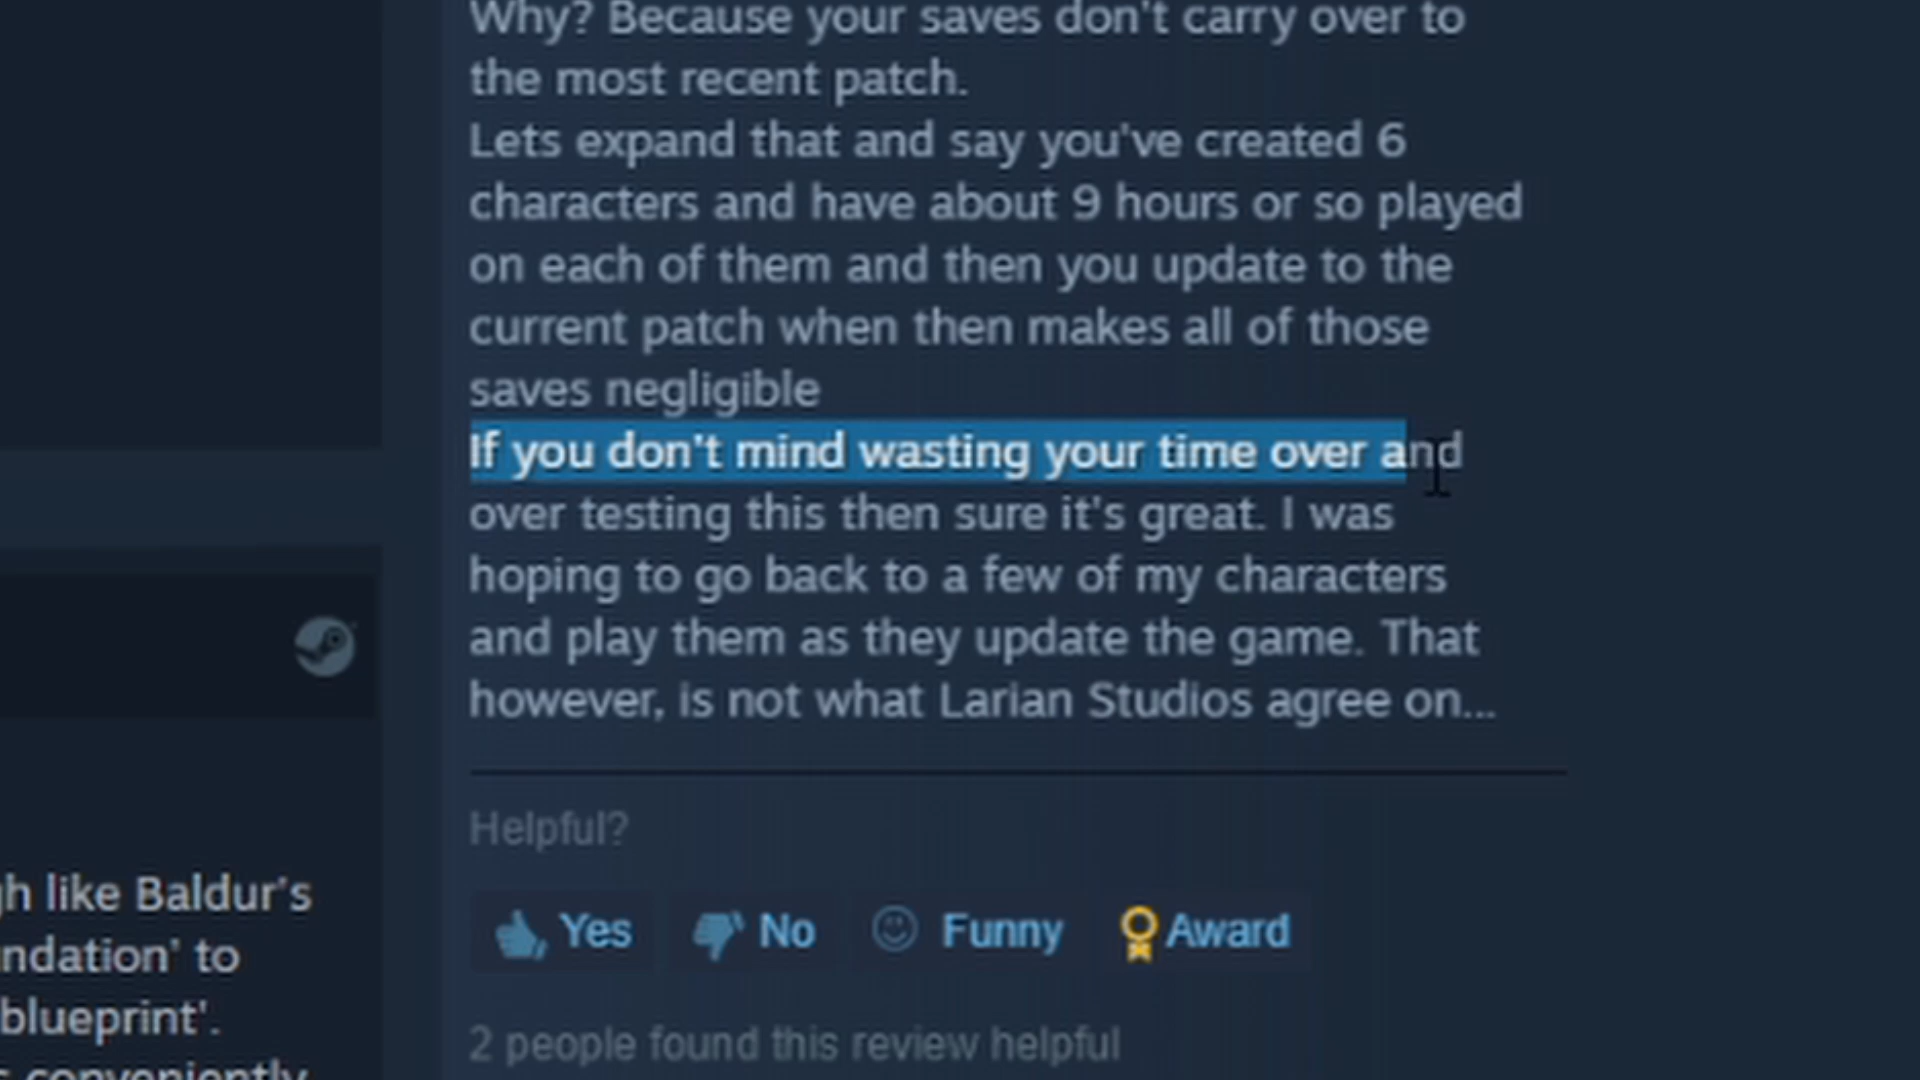 Why? Because your saves don't carry over to
the most recent patch.
Lets expand that and say you've created 6
characters and have about 9 hours or so played
on each of them and then you update to the
current patch when then makes all of those
saves negligible
If you don't mind wasting your time over and
over testing this then sure it's great. I was
hoping to go back to a few of my characters
and play them as they update the game. That
however, is not what Larian Studios agree on...
Helpful?
Yes No Funny Award
2 people found this review helpful
like Baldur's
to
blueprint'.
conveniently